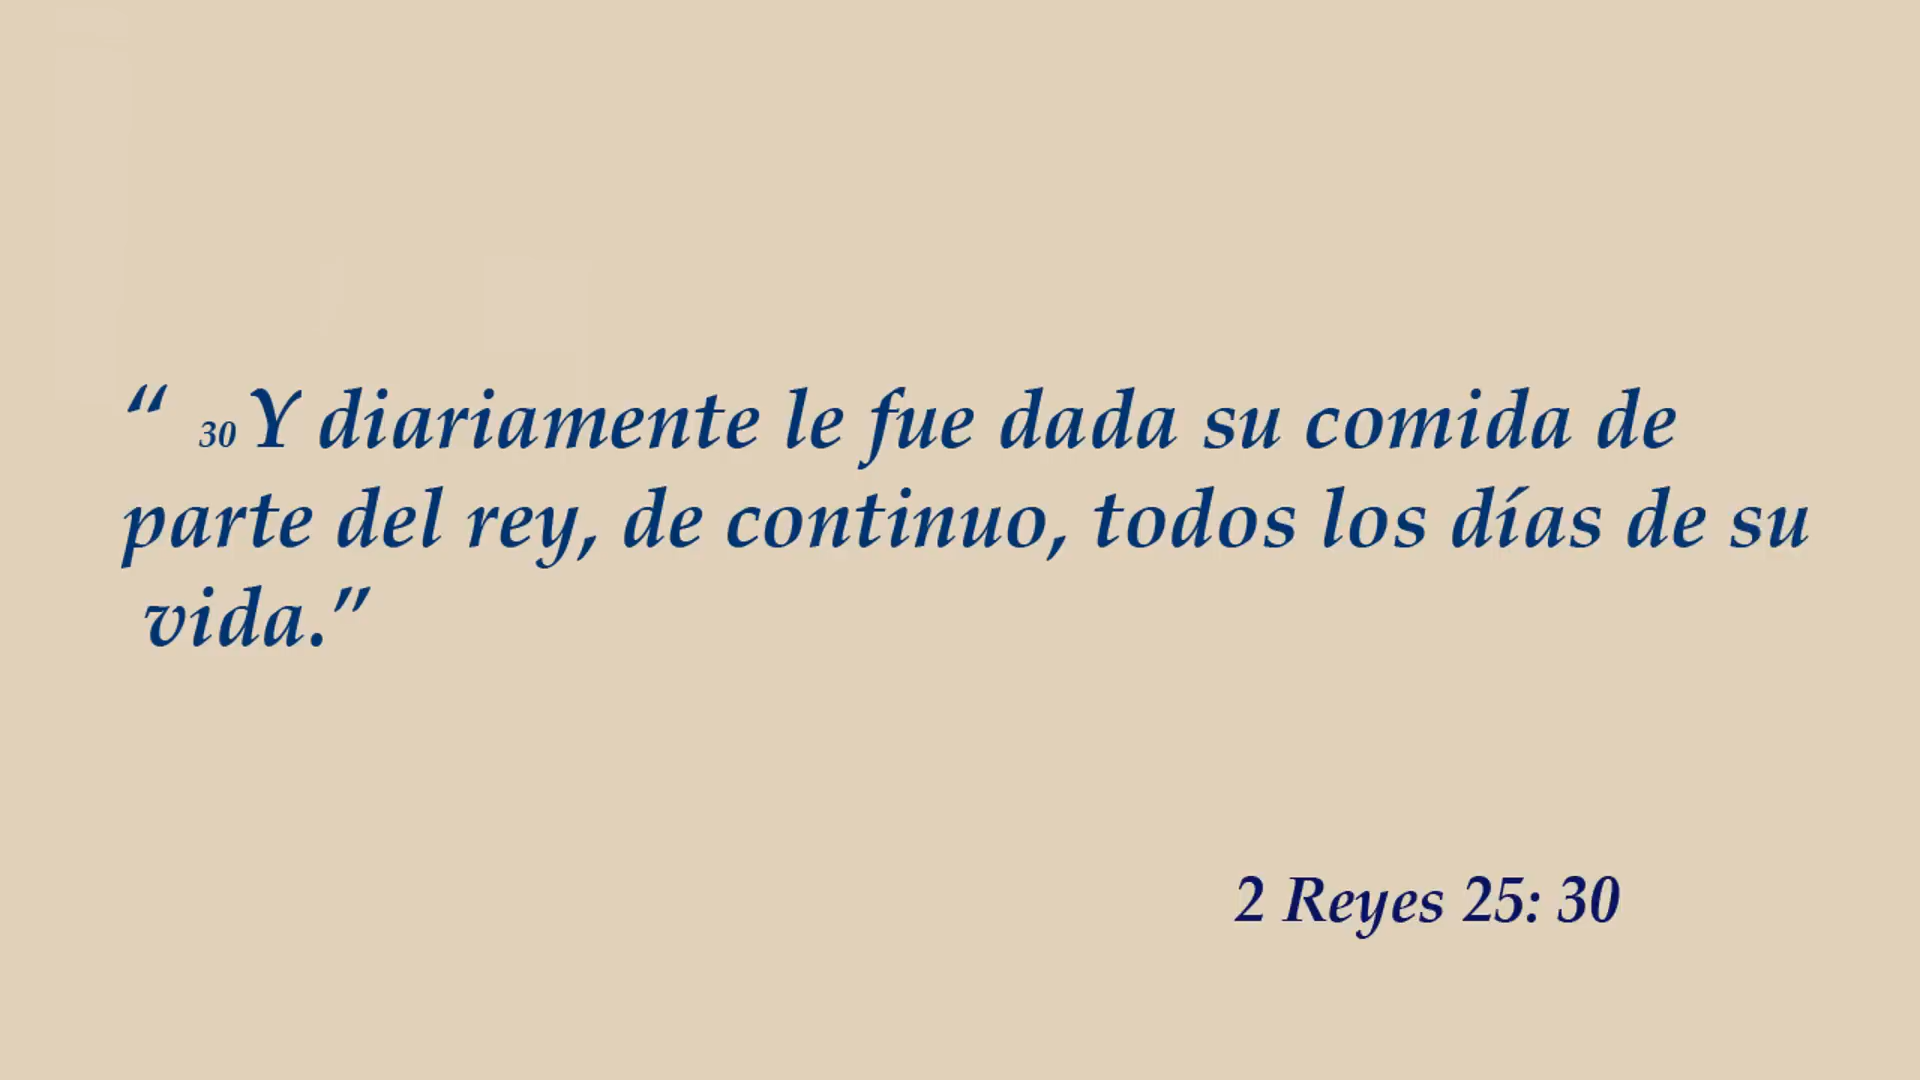 “ 30 Y diariamente le fue dada su comida de
parte del rey, de continuo, todos los días de su
vida.”
2 Reyes 25: 30